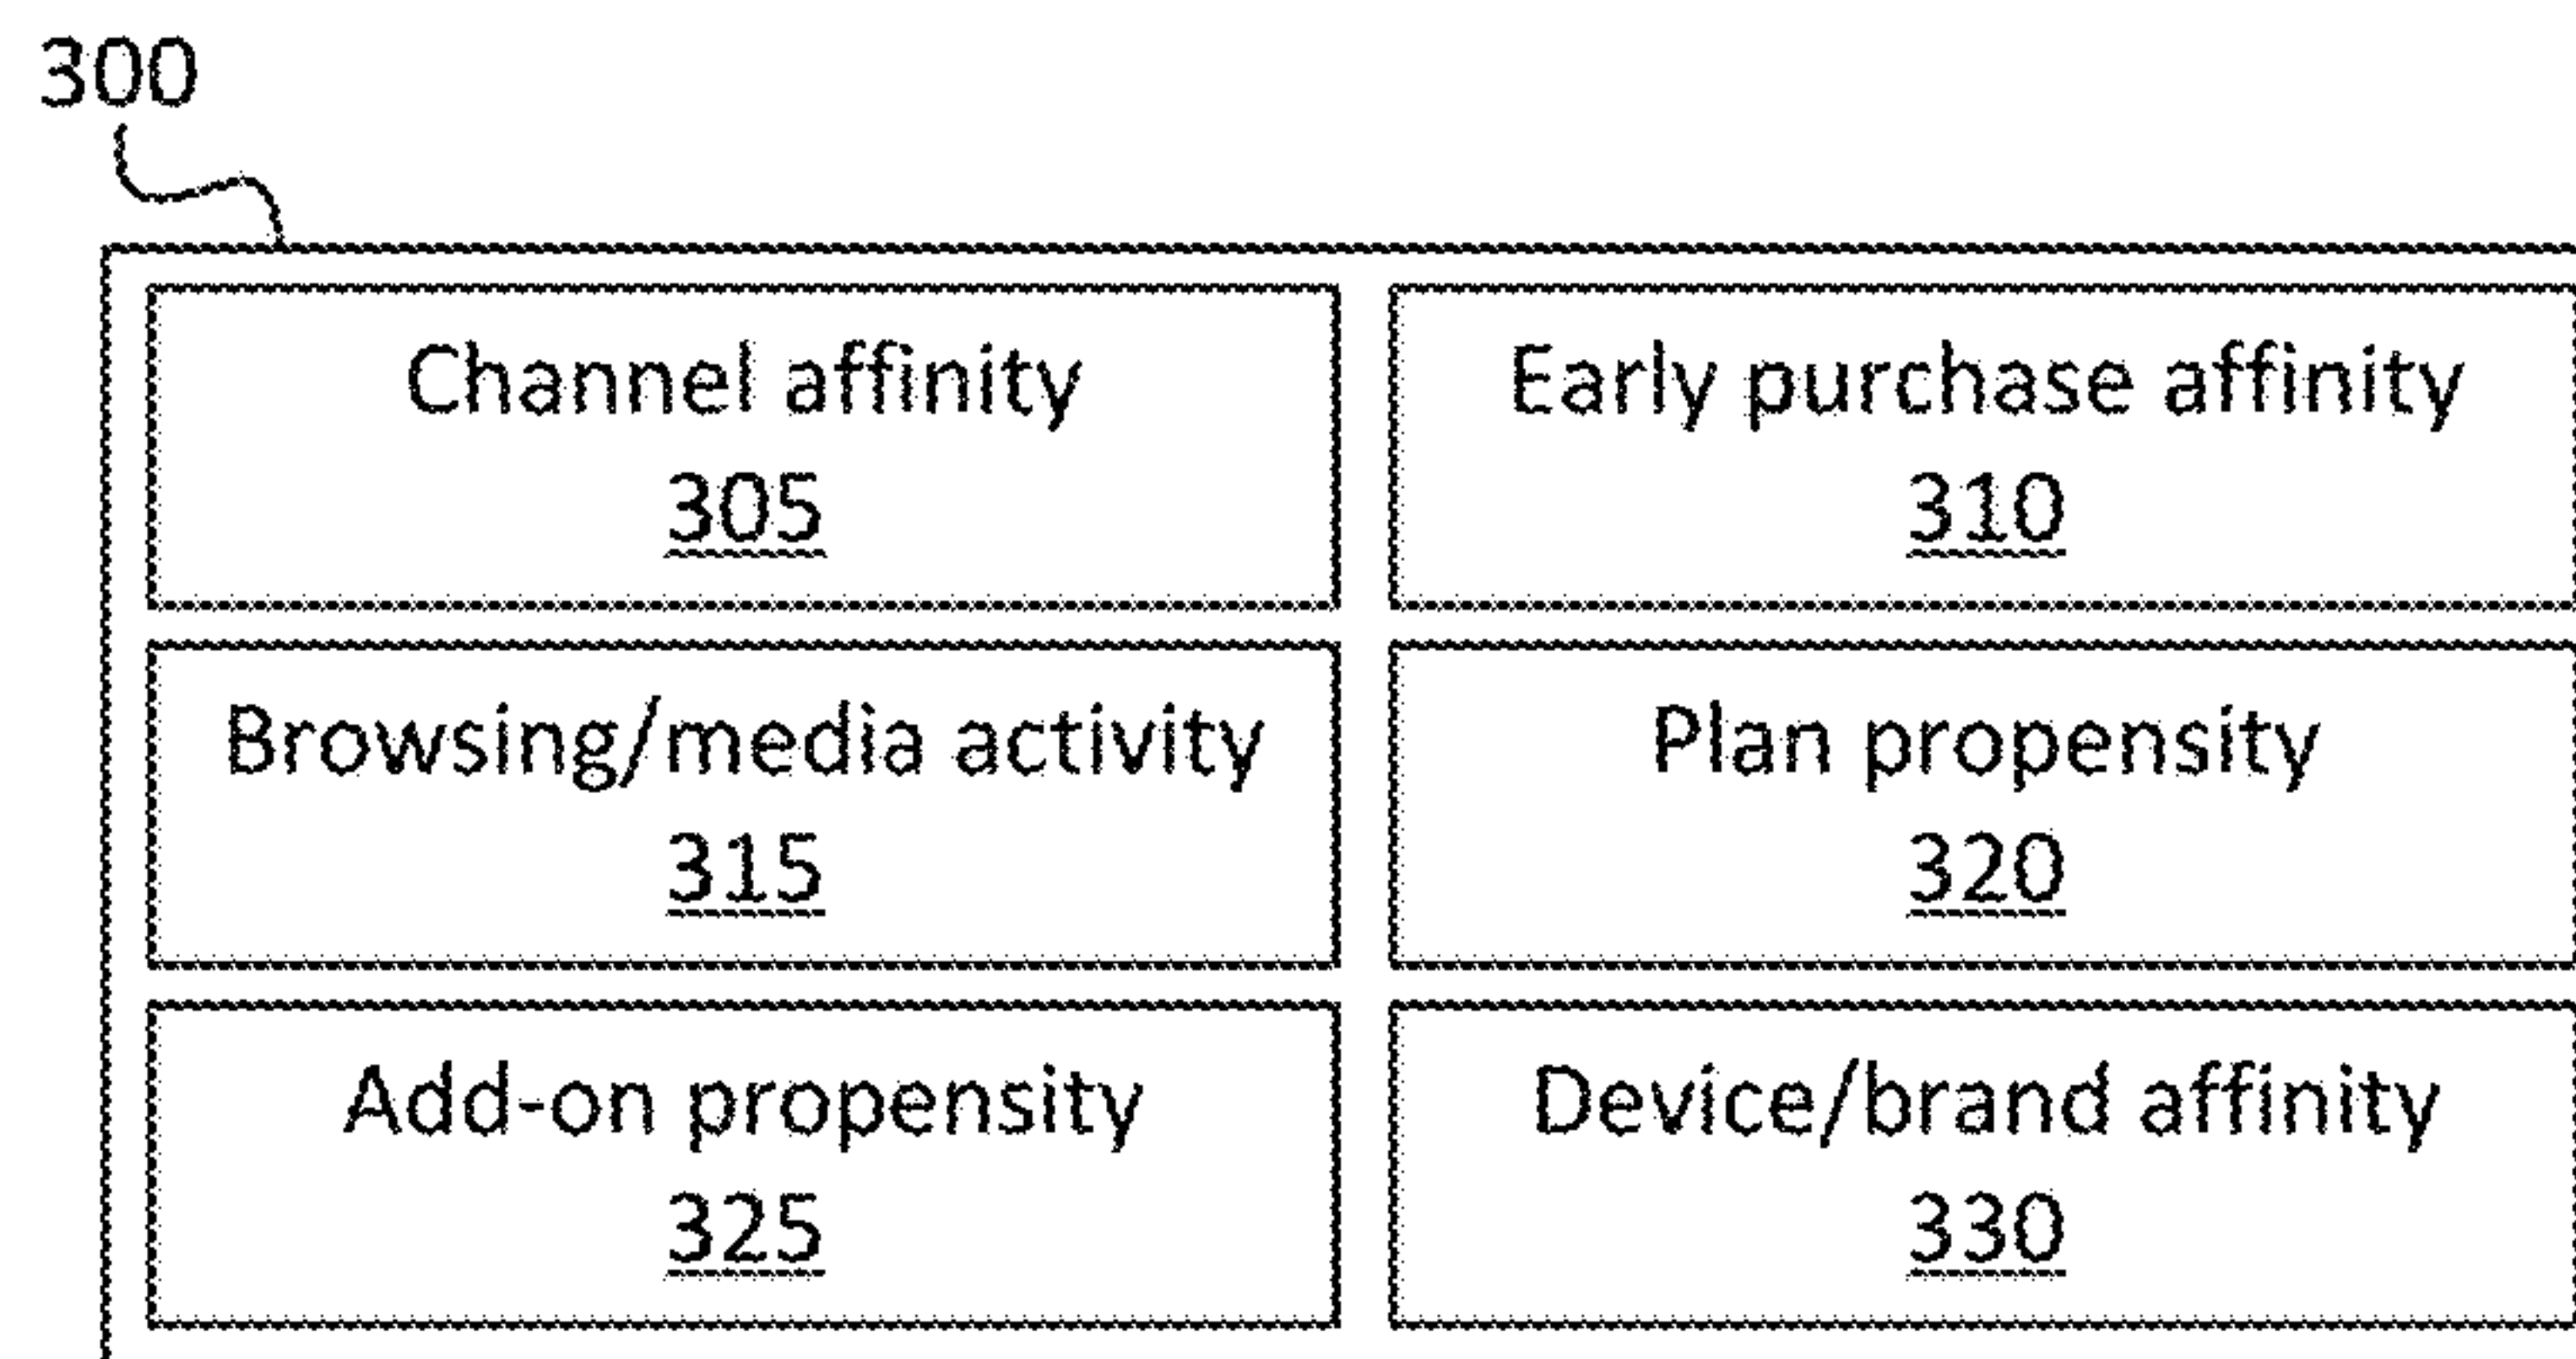 300
Channel affinity
305
Early purchase affinity
310
Browsing/media activity
315
Plan propensity
320
Add-on propensity
325
Device/brand affinity
330